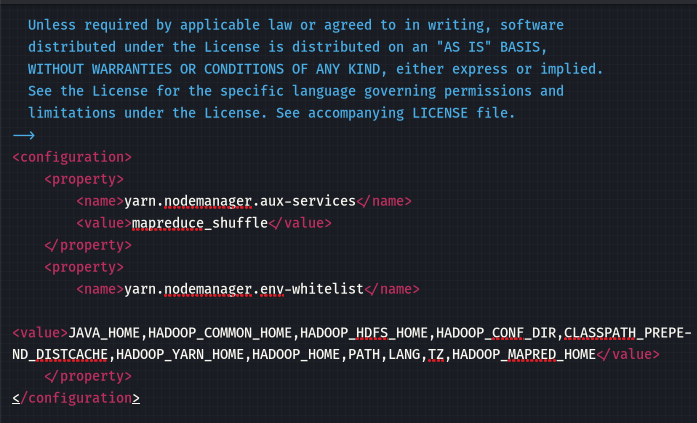 Unless required by applicable law or agreed to in writing, software
distributed under the License is distributed on an "AS IS" BASIS,
WITHOUT WARRANTIES OR CONDITIONS OF ANY KIND, either express or implied.
See the License for the specific language governing permissions and
limitations under the License. See accompanying LICENSE file.
-->
<configuration>
<property>
<name>yarn.nodemanager.aux-services</name>
<value>mapreduce_shuffle</value>
</property>
<property>
<name>yarn.nodemanager.env-whitelist</name>
<value>JAVA_HOME,HADOOP_COMMON_HOME,HADOOP_HDFS_HOME,HADOOP_CONF_DIR,CLASSPATH_PREPE-
ND_DISTCACHE,HADOOP_YARN_HOME,HADOOP_HOME,PATH,LANG,TZ,HADOOP_MAPRED_HOME</value>
</property>
</configuration>